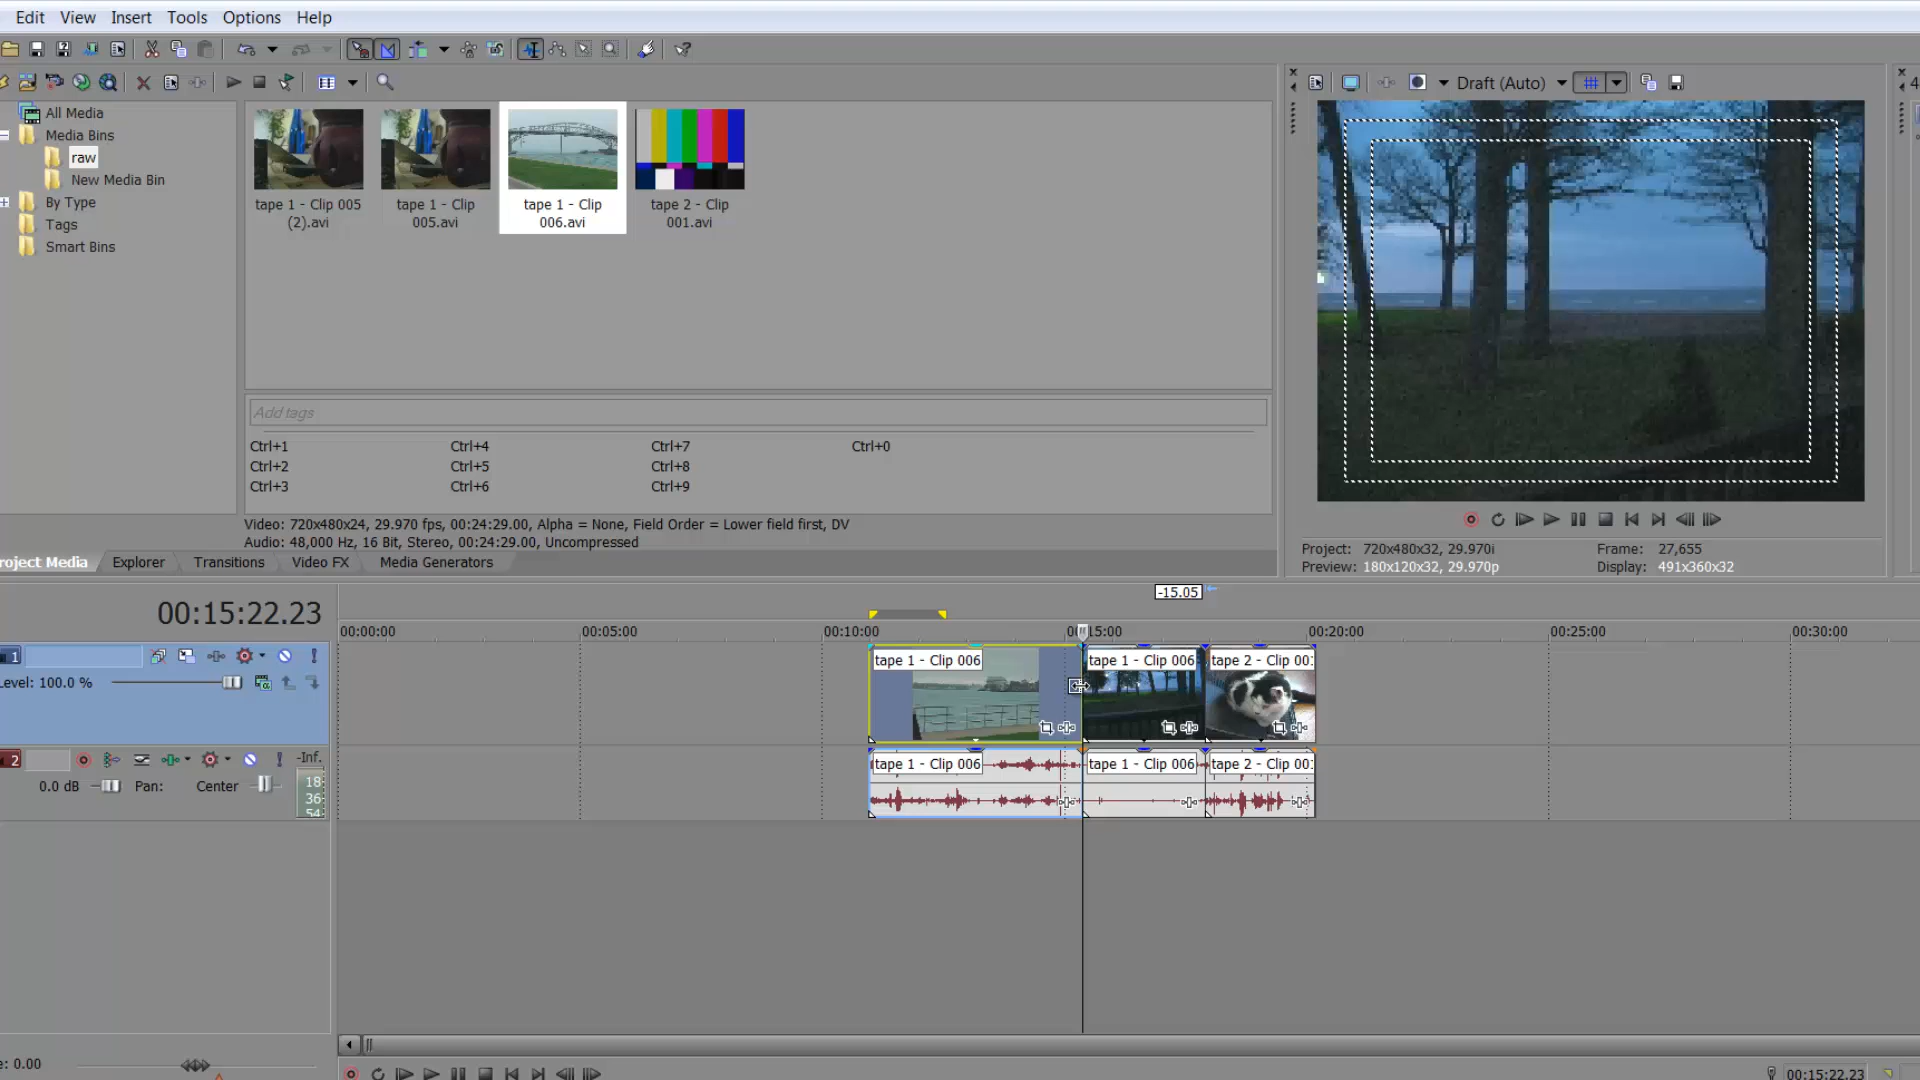 Edit View Insert Tools Options Help
Draft (Auto)
All Media
Media Bins
raw
New Media Bin
By Type
Tags
Smart Bins
tape 1 - Clip 005 (2).avi
tape 1 - Clip 005.avi
tape 1 - Clip 006.avi
tape 2 - Clip 001.avi
Add tags
Ctrl+1 Ctrl+4 Ctrl+7 Ctrl+0
Ctrl+2 Ctrl+5 Ctrl+8
Ctrl+3 Ctrl+6 Ctrl+9
Video: 720x480x24, 29.970 fps, 00:24:29.00, Alpha = None, Field Order = Lower field first, DV
Audio: 48,000 Hz, 16 Bit, Stereo, 00:24:29.00, Uncompressed
roject Media Explorer Transitions Video FX Media Generators
Project: 720x480x32, 29.970i Frame: 27,655
Preview: 180x120x32, 29.970p Display: 491x360x32
-15.05
00:15:22.23
00:00:00 00:05:00 00:10:00 00:15:00 00:20:00 00:25:00 00:30:00
1
Level: 100.0 %
tape 1 - Clip 006 tape 1 - Clip 006 tape 2 - Clip 00
2
-Inf.
0.0 dB Pan: Center
18
36
54
tape 1 - Clip 006 tape 1 - Clip 006 tape 2 - Clip 00
e: 0.00
00:15:22.23